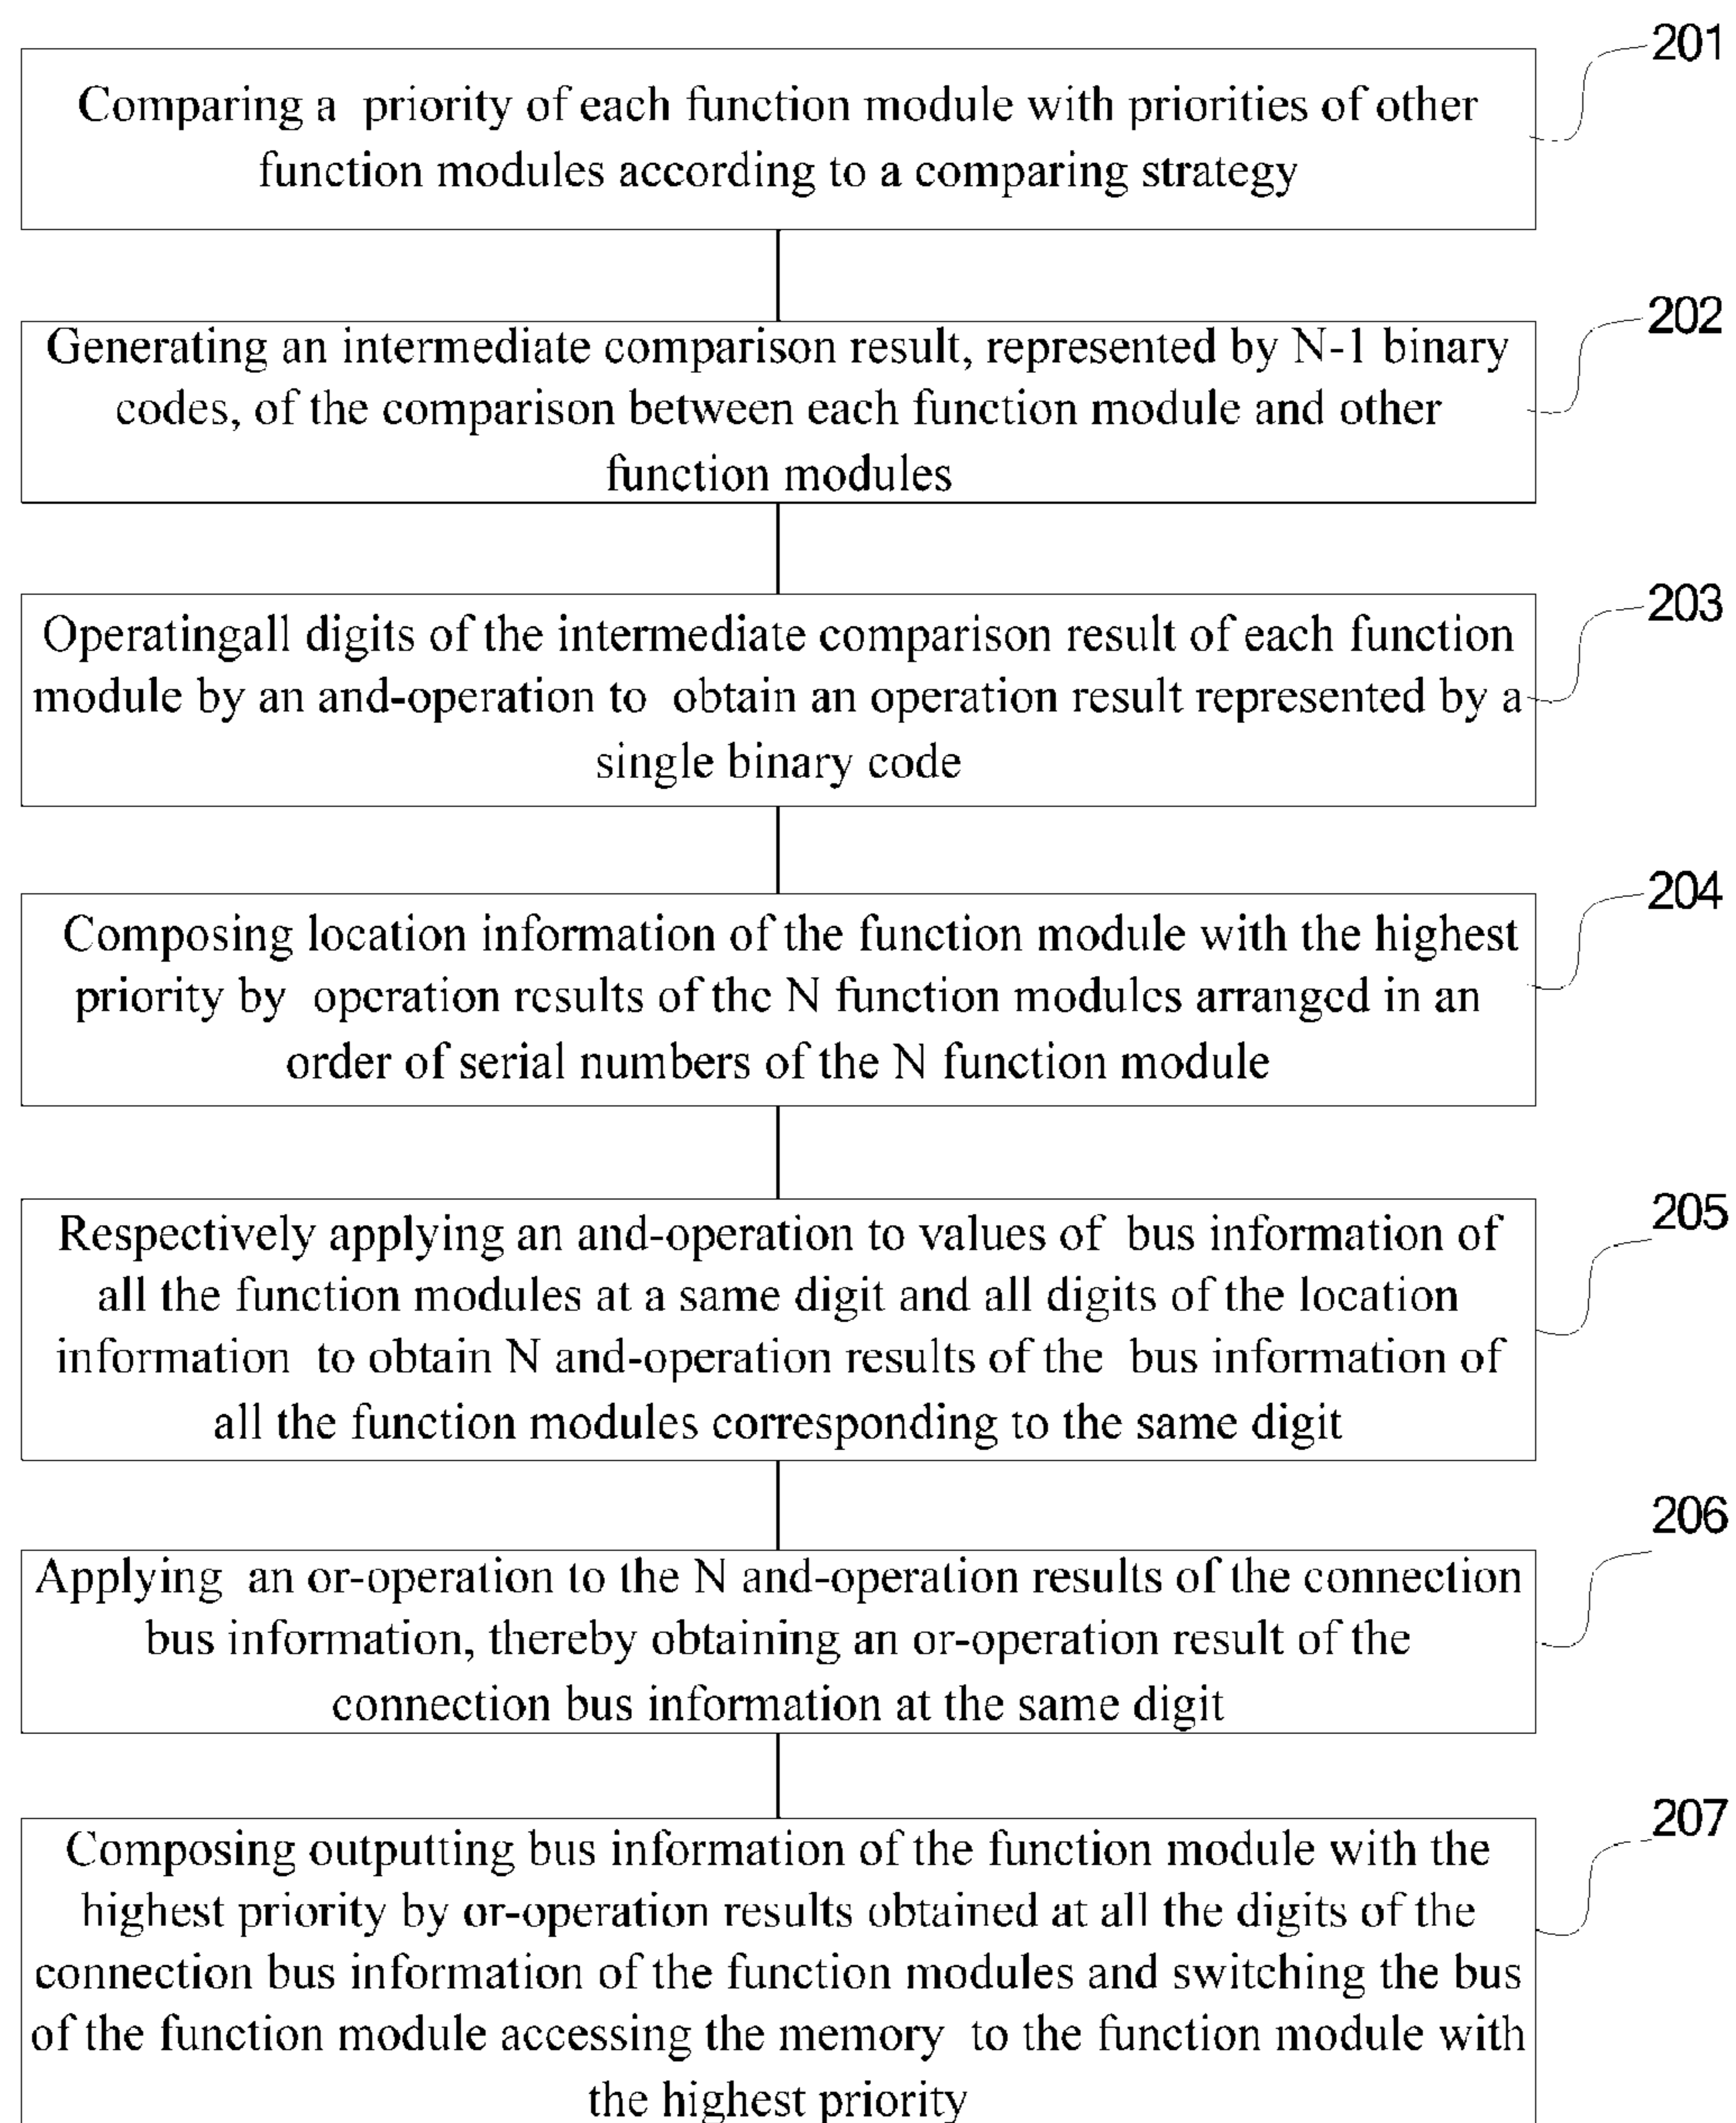 201
Comparing a priority of each function module with priorities of other
function modules according to a comparing strategy
202
Generating an intermediate comparison result, represented by N-1 binary
codes, of the comparison between each function module and other
function modules
203
Operatingall digits of the intermediate comparison result of each function
module by an and-operation to obtain an operation result represented by a
single binary code
204
Composing location information of the function module with the highest
priority by operation results of the N function modules arranged in an
order of serial numbers of the N function module
205
Respectively applying an and-operation to values of bus information of
all the function modules at a same digit and all digits of the location
information to obtain N and-operation results of the bus information of
all the function modules corresponding to the same digit
206
Applying an or-operation to the N and-operation results of the connection
bus information, thereby obtaining an or-operation result of the
connection bus information at the same digit
207
Composing outputting bus information of the function module with the
highest priority by or-operation results obtained at all the digits of the
connection bus information of the function modules and switching the bus
of the function module accessing the memory to the function module with
the highest priority